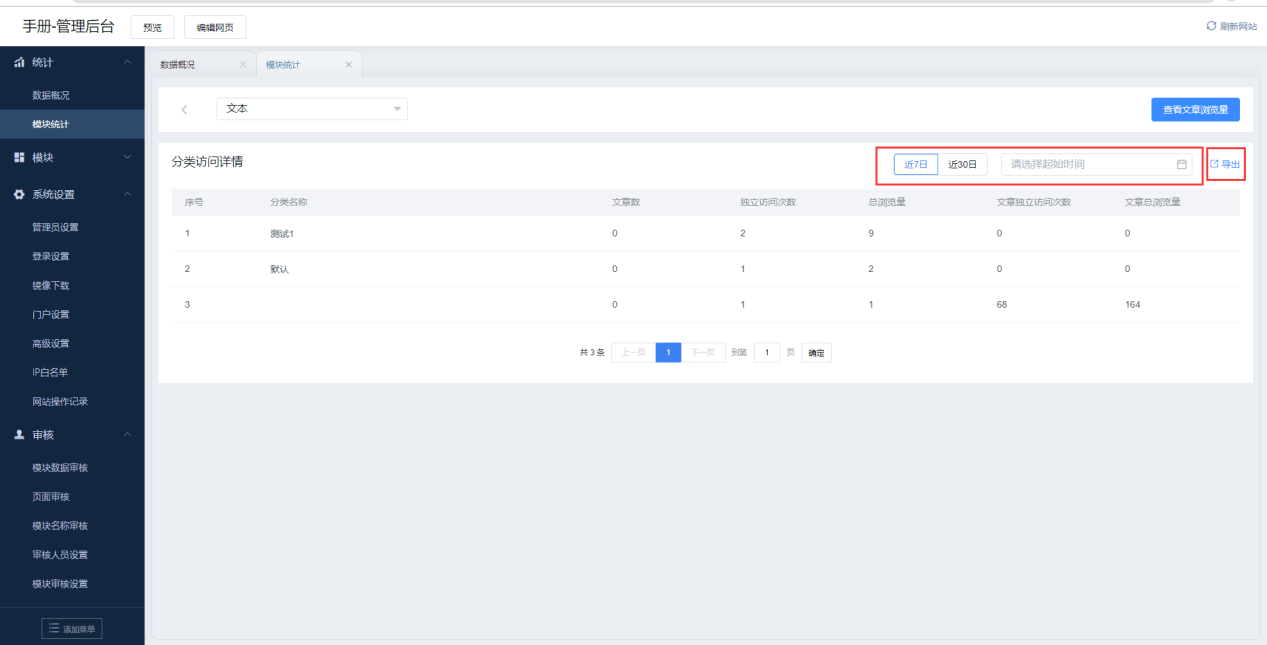 手册-管理后台 预览 编辑网页 刷新网站
统计
数据概况
模块统计
模块
系统设置
管理员设置
登录设置
镜像下载
门户设置
高级设置
IP白名单
网站操作记录
审核
模块数据审核
页面审核
模块名称审核
审核人员设置
模块审核设置
添加菜单
数据概况 模块统计
文本 查看文章浏览量
分类访问详情 近7日 近30日 请选择起始时间 导出
序号 分类名称 文章数 独立访问次数 总浏览量 文章独立访问次数 文章总浏览量
1 测试1 0 2 9 0 0
2 默认 0 1 2 0 0
3 0 1 1 68 164
共 3 条 上一页 1 下一页 到第 1 页 确定